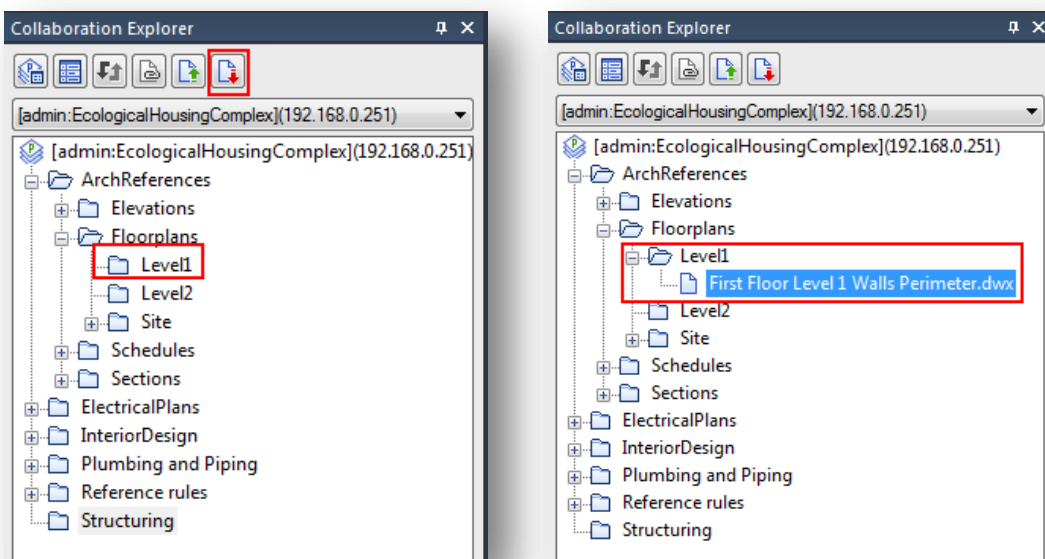 Collaboration Explorer
[admin:EcologicalHousingComplex](192.168.0.251)
[admin:EcologicalHousingComplex](192.168.0.251)
ArchReferences
Elevations
Floorplans
Level1
Level2
Site
Schedules
Sections
ElectricalPlans
InteriorDesign
Plumbing and Piping
Reference rules
Structuring
Collaboration Explorer
[admin:EcologicalHousingComplex](192.168.0.251)
[admin:EcologicalHousingComplex](192.168.0.251)
ArchReferences
Elevations
Floorplans
Level1
First Floor Level 1 Walls Perimeter.dwx
Level2
Site
Schedules
Sections
ElectricalPlans
InteriorDesign
Plumbing and Piping
Reference rules
Structuring